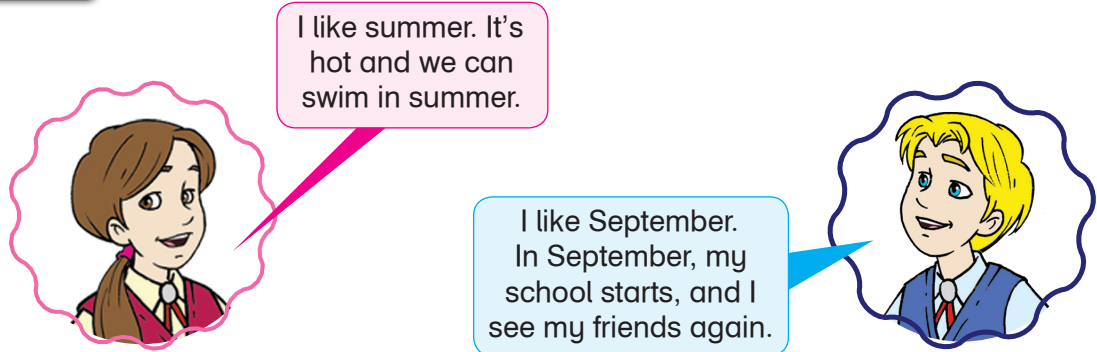 I like summer. It’s
hot and we can
swim in summer.
I like September.
In September, my
school starts, and I
see my friends again.